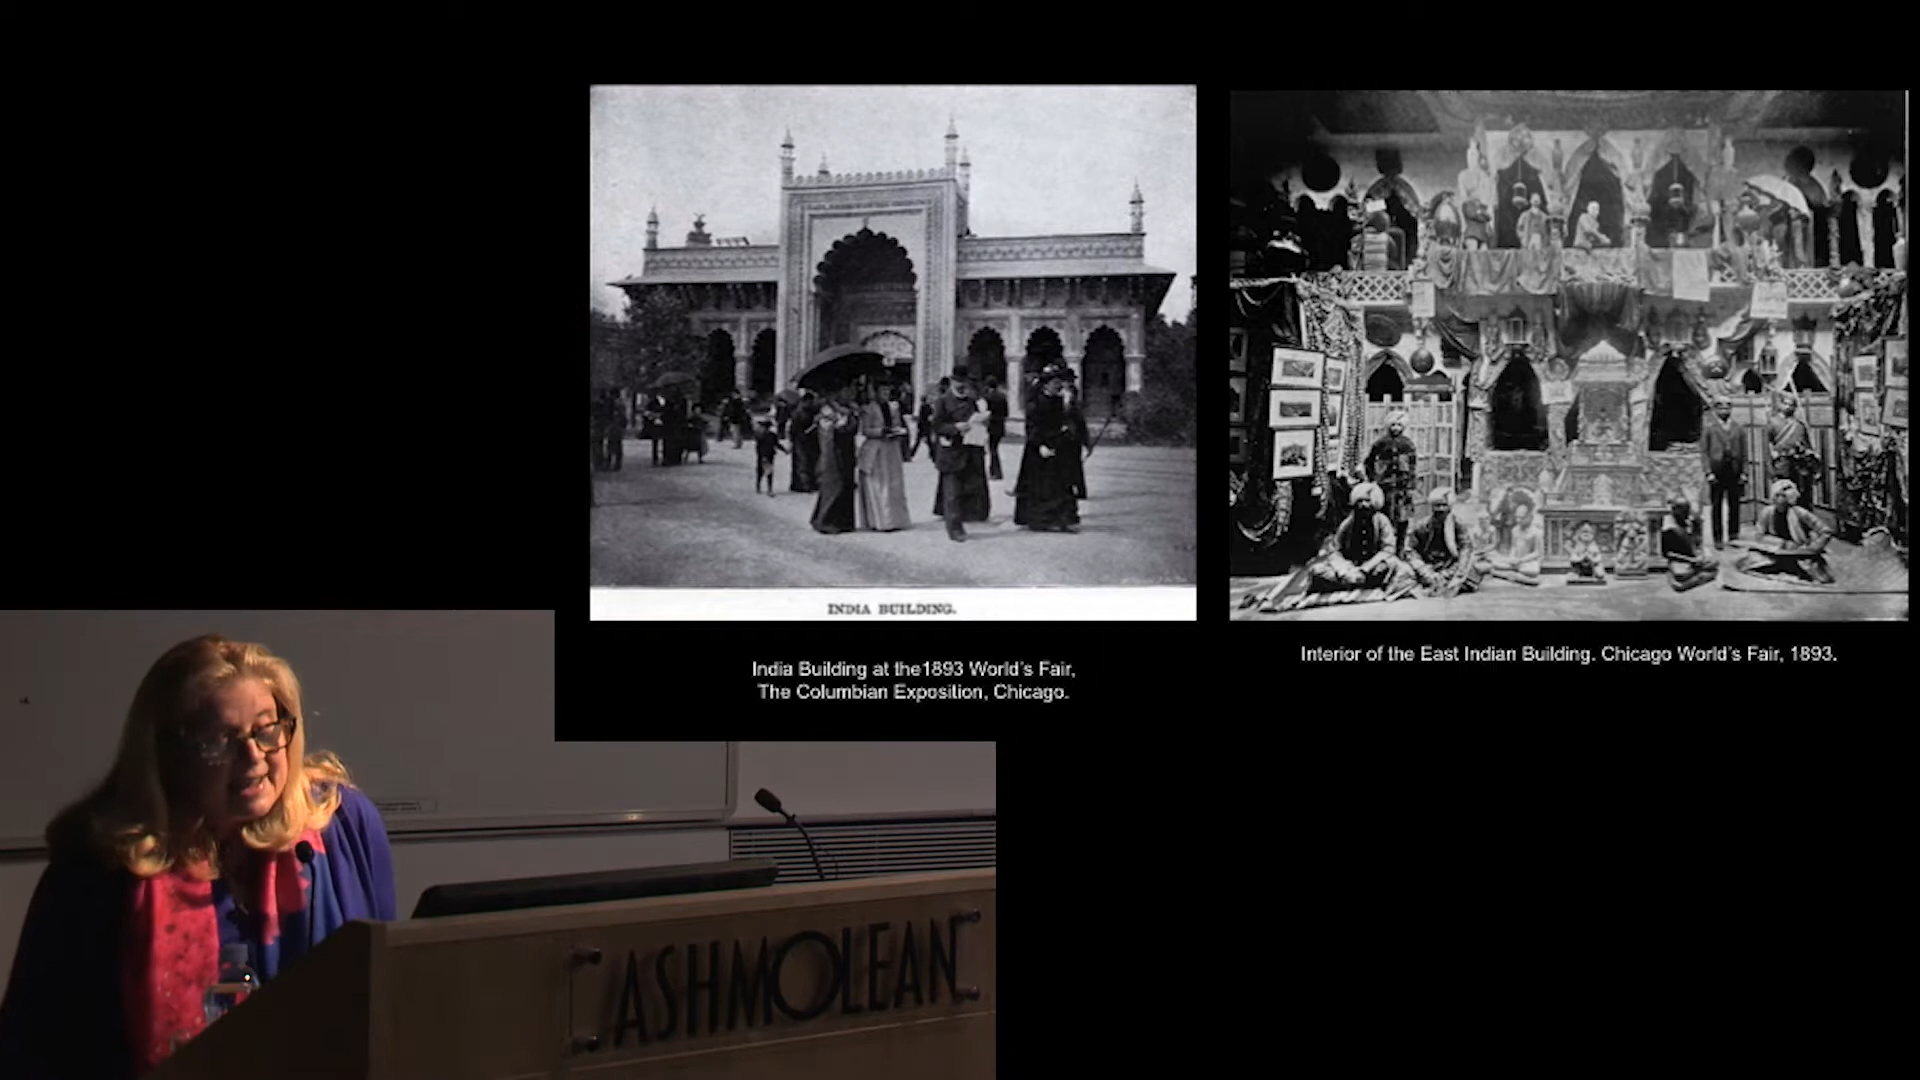 INDIA BUILDING.
India Building at the1893 World's Fair,
The Columbian Exposition, Chicago.
Interior of the East Indian Building. Chicago World's Fair, 1893.
ASHMOLEAN